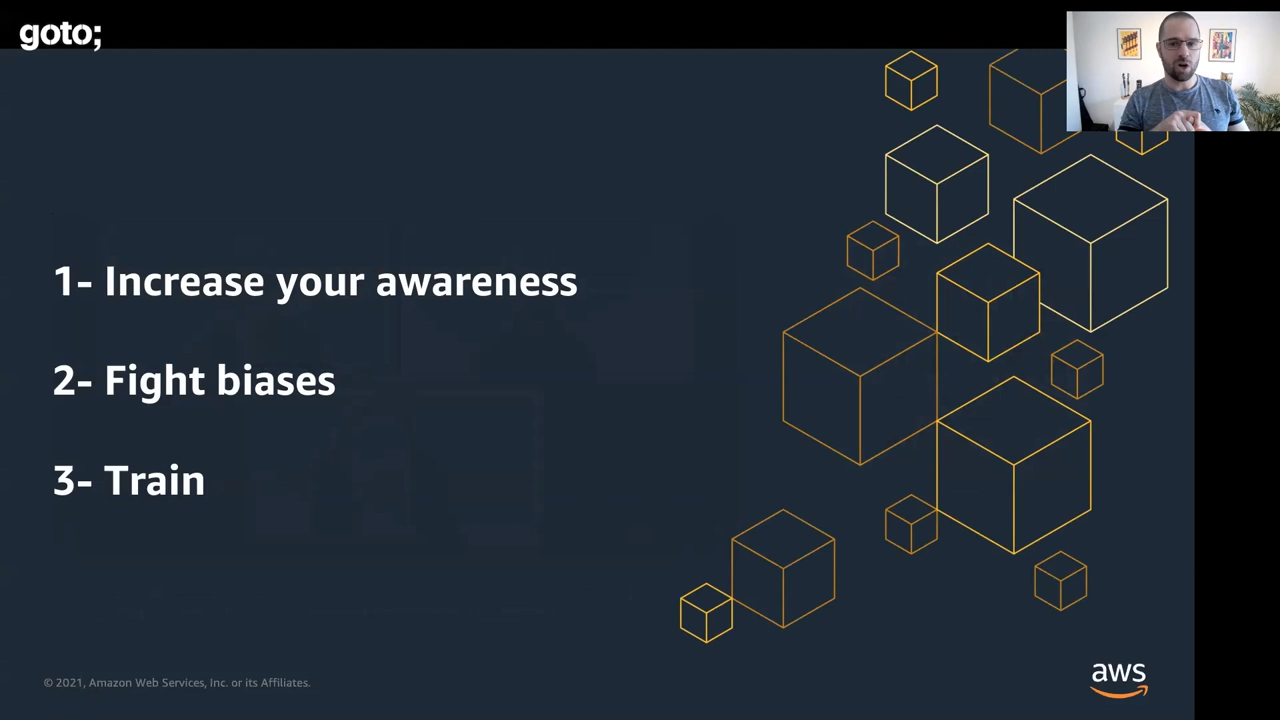 goto;
1- Increase your awareness
2- Fight biases
3- Train
© 2021, Amazon Web Services, Inc. or its Affiliates.
aws